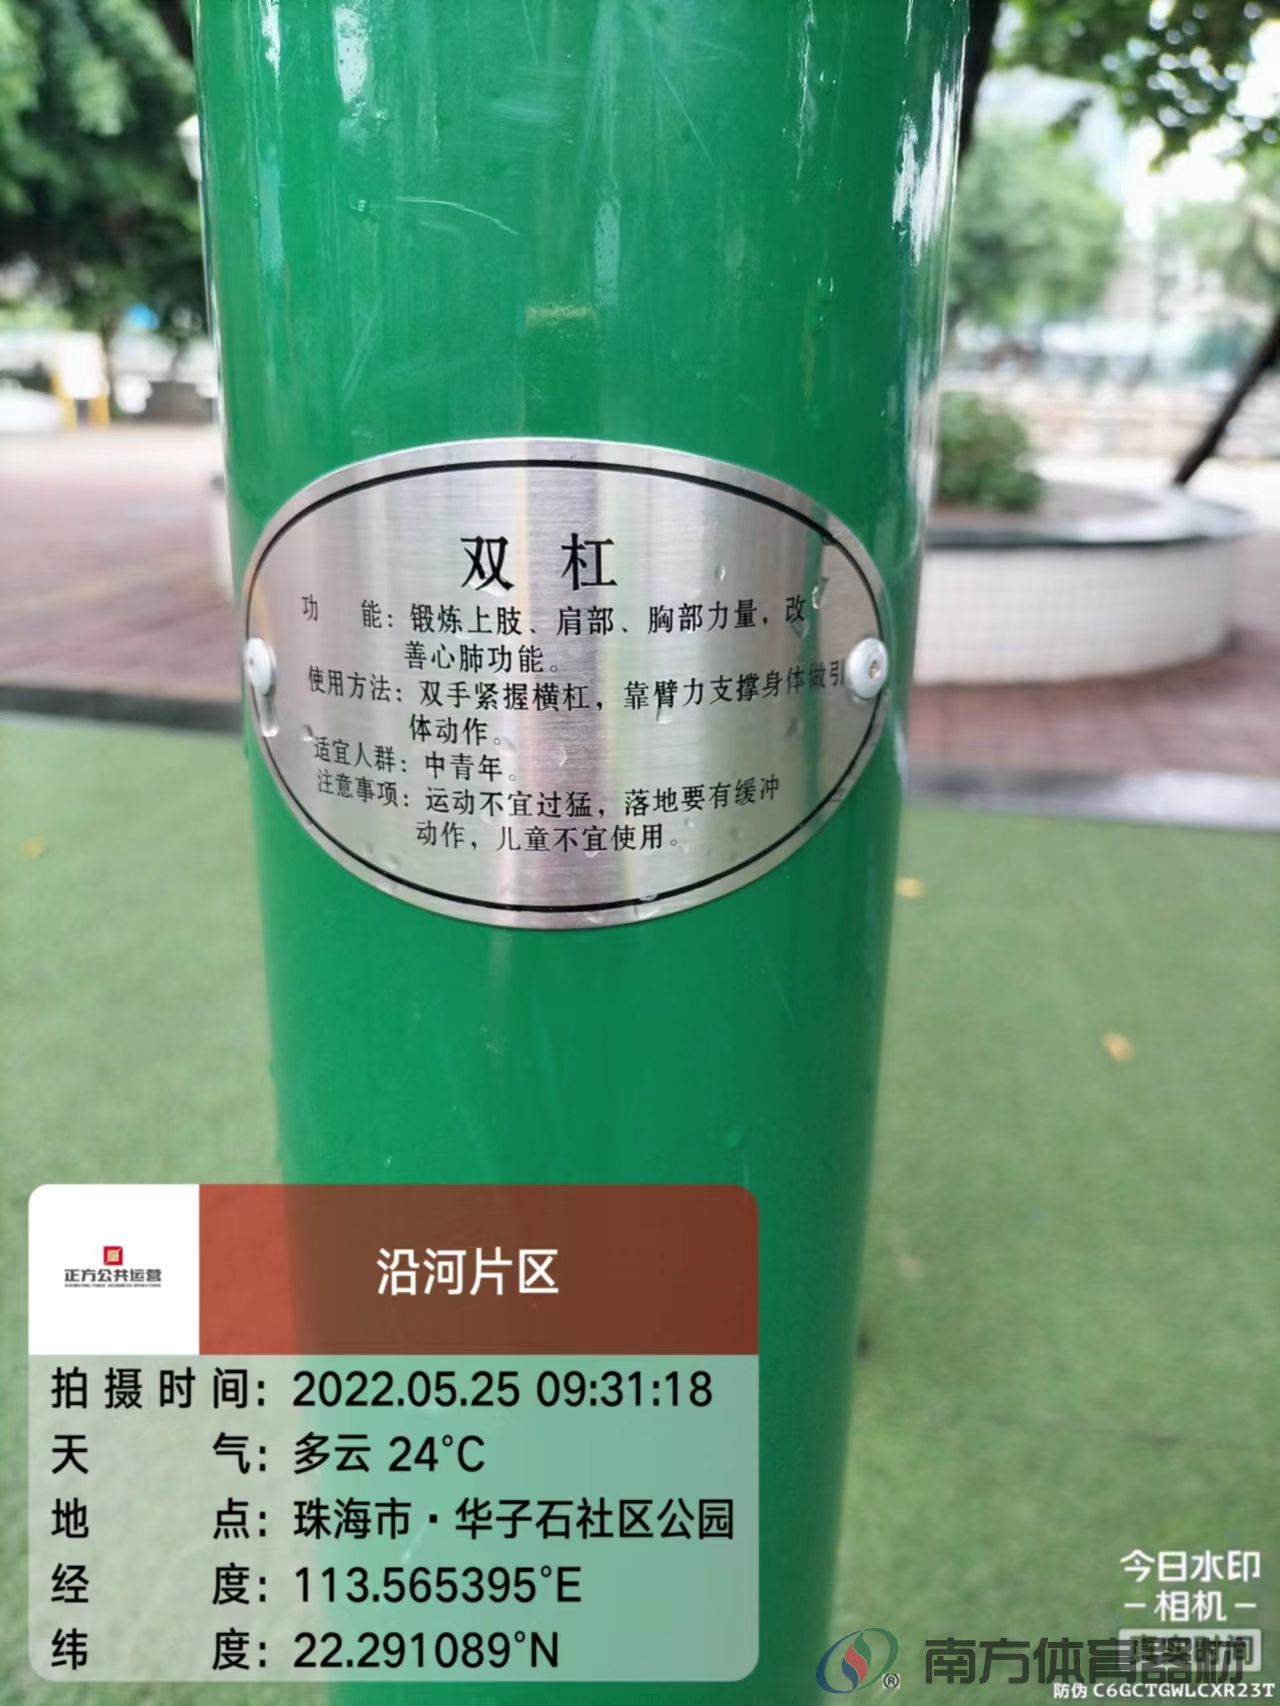 双 杠
功 能：锻炼上肢、肩部、胸部力量，改
善心肺功能。
使用方法：双手紧握横杠，靠臂力支撑身体做引
体动作。
适宜人群：中青年。
注意事项：运动不宜过猛，落地要有缓冲
动作，儿童不宜使用。
正方公共运营
沿河片区
拍摄时间：2022.05.25 09:31:18
天 气：多云 24°C
地 点：珠海市·华子石社区公园
经 度：113.565395°E
纬 度：22.291089°N
今日水印
-相机-
真实时间
南方体育器材
®
防伪 C6GCTGWLCXR23T